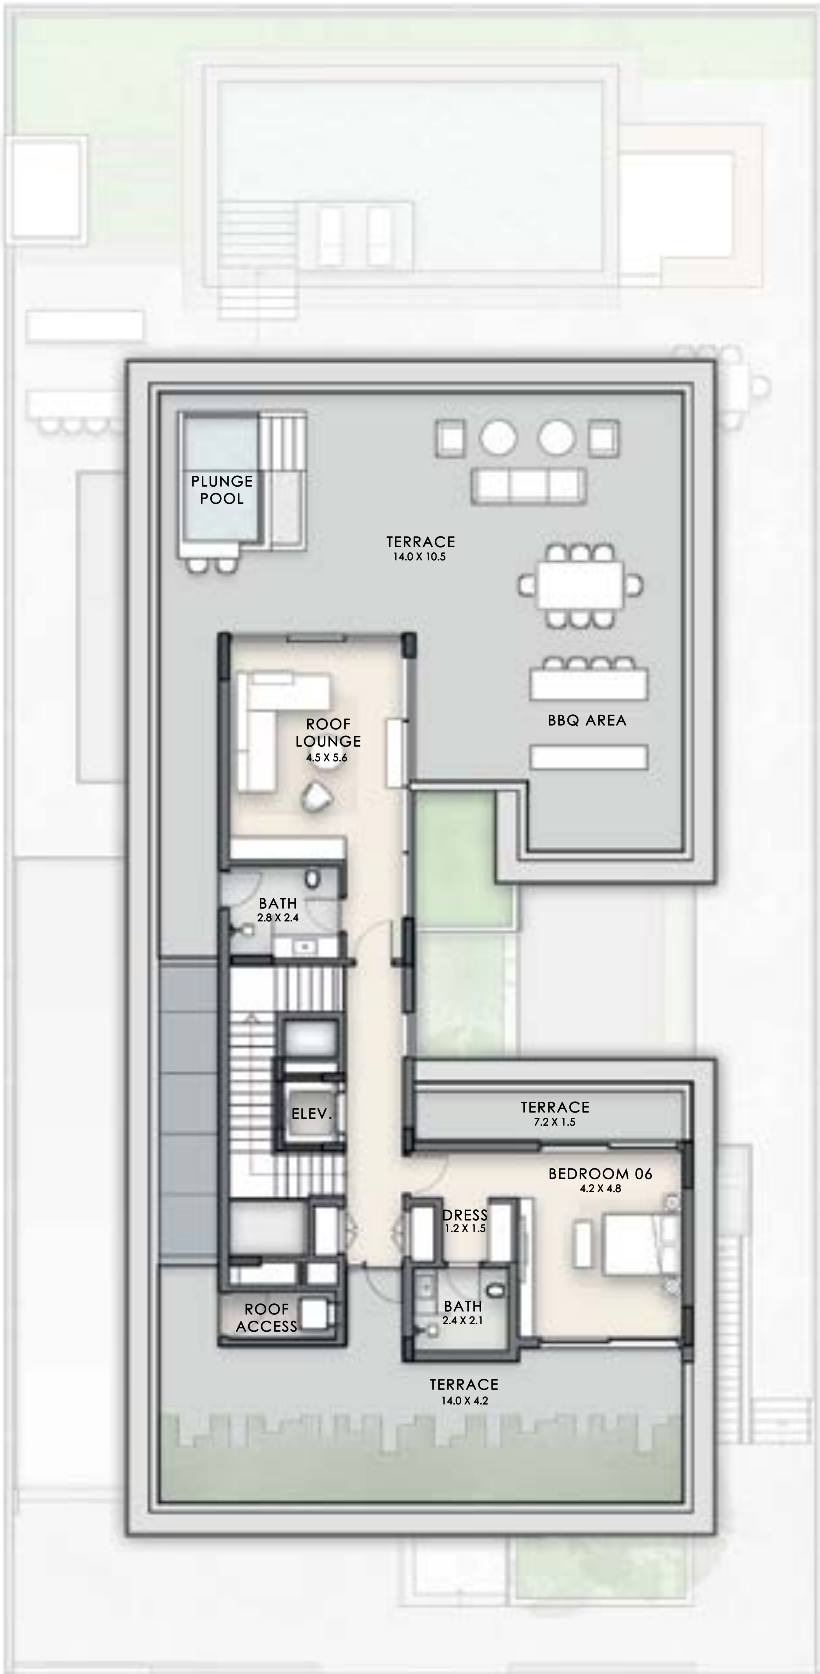 PLUNGE
POOL
TERRACE
14.0 X 10.5
ROOF
LOUNGE
4.5 X 5.6
BBQ AREA
BATH
2.8 X 2.4
ELEV.
TERRACE
7.2 X 1.5
BEDROOM 06
4.2 X 4.8
DRESS
1.2 X 1.5
ROOF
ACCESS
BATH
2.4 X 2.1
TERRACE
14.0 X 4.2